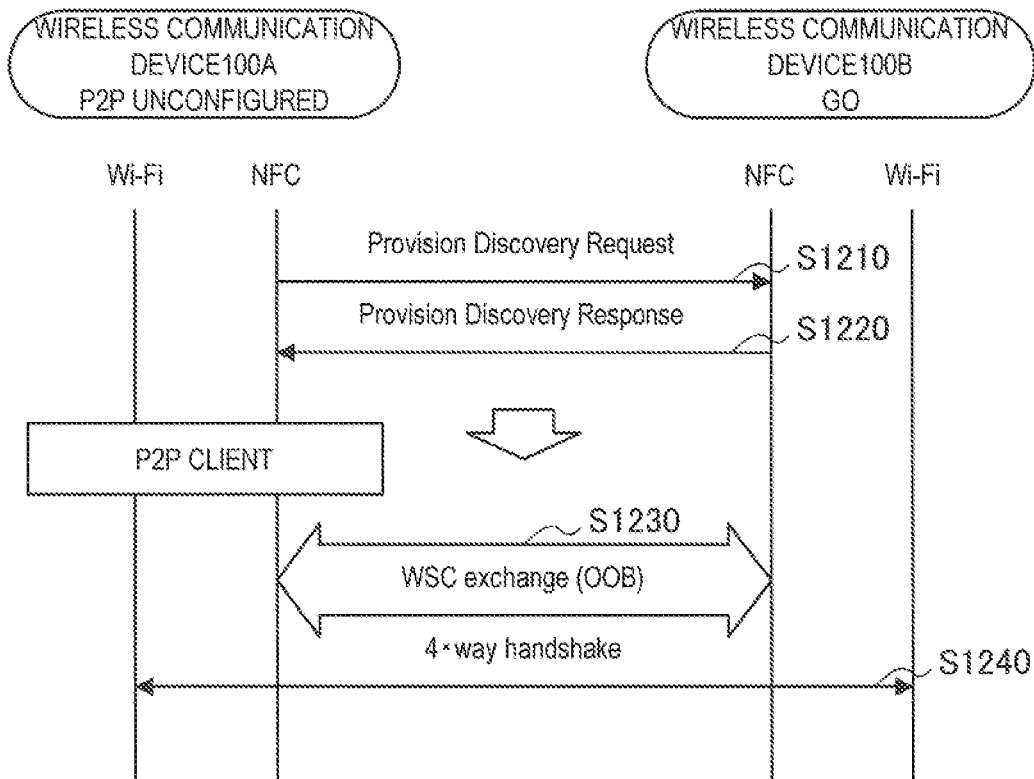 WIRELESS COMMUNICATION
DEVICE100A
P2P UNCONFIGURED
WIRELESS COMMUNICATION
DEVICE100B
GO
Wi-Fi
NFC
NFC
Wi-Fi
Provision Discovery Request
S1210
Provision Discovery Response
S1220
P2P CLIENT
S1230
WSC exchange (OOB)
4-way handshake
S1240